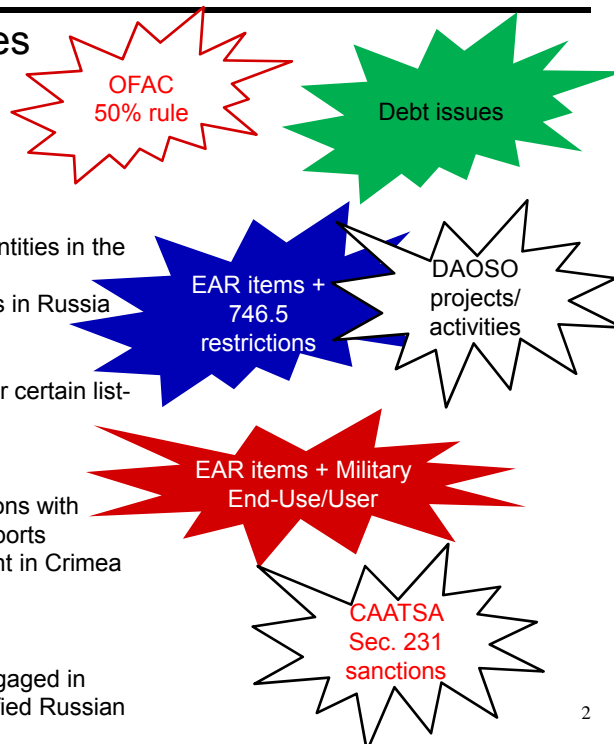 es
OFAC
50% rule
Debt issues
ntities in the
s in Russia
EAR items +
746.5
restrictions
DAOSO
projects/
activities
r certain list-
EAR items + Military
End-Use/User
ons with
ports
nt in Crimea
CAATSA
Sec. 231
sanctions
gaged in
fied Russian
2